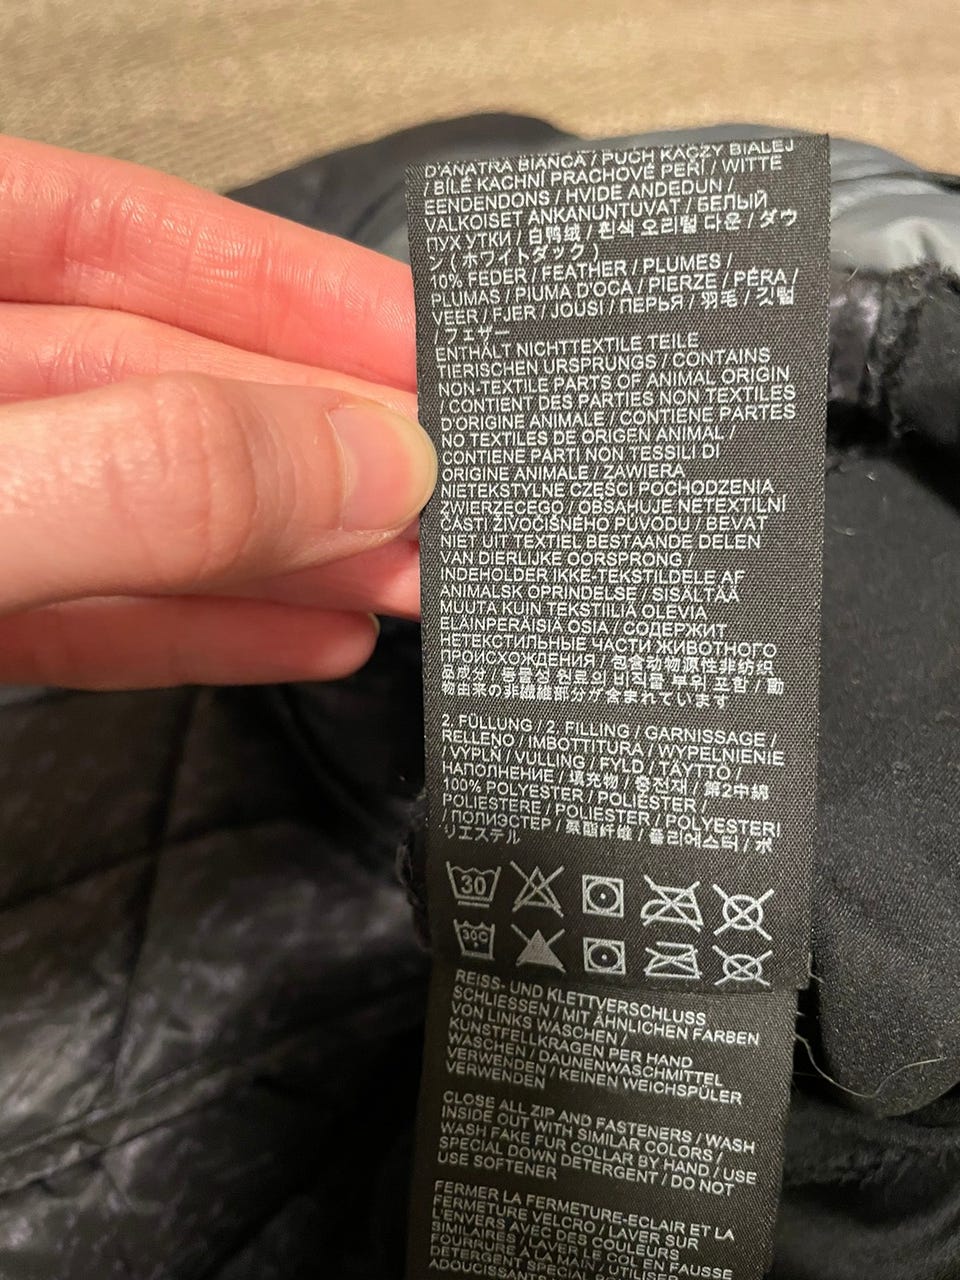 D'ANATRA BIANCA / PUCH KACZY BIALEJ
/ BÍLÉ KACHNÍ PRACHOVÉ PEŘÍ / WITTE
EENDENDONS / HVIDE ANDEDUN /
VALKOISET ANKANUNTUVAT / БЕЛЫЙ
ПУХ УТКИ / 白鸭绒 / 흰색 오리털 다운 / ダウ
ン ( ホワイトダック )
10% FEDER / FEATHER / PLUMES /
PLUMAS / PIUMA D'OCA / PIERZE / PÉRA /
VEER / FJER / JOUSI / ПЕРЬЯ / 羽毛 / 깃털
/ フェザー
ENTHÄLT NICHTTEXTILE TEILE
TIERISCHEN URSPRUNGS / CONTAINS
NON-TEXTILE PARTS OF ANIMAL ORIGIN
/ CONTIENT DES PARTIES NON TEXTILES
D'ORIGINE ANIMALE / CONTIENE PARTES
NO TEXTILES DE ORIGEN ANIMAL /
CONTIENE PARTI NON TESSILI DI
ORIGINE ANIMALE / ZAWIERA
NIETEKSTYLNE CZĘŚCI POCHODZENIA
ZWIERZĘCEGO / OBSAHUJE NETEXTILNÍ
ČÁSTI ŽIVOČIŠNÉHO PŮVODU / BEVAT
NIET UIT TEXTIEL BESTAANDE DELEN
VAN DIERLIJKE OORSPRONG /
INDEHOLDER IKKE-TEKSTILDELE AF
ANIMALSK OPRINDELSE / SISÄLTÄÄ
MUUTA KUIN TEKSTIILIÄ OLEVIA
ELÄINPERÄISIÄ OSIA / СОДЕРЖИТ
НЕТЕКСТИЛЬНЫЕ ЧАСТИ ЖИВОТНОГО
ПРОИСХОЖДЕНИЯ / 包含动物源性非纺织
品成分 / 동물성 원료의 비직물 부위 포함 / 動
物由来の非繊維部分が含まれています
2. FÜLLUNG / 2. FILLING / GARNISSAGE /
RELLENO / IMBOTTITURA / WYPEŁNIENIE
/ VÝPLŇ / VULLING / FYLD / TÄYTTÖ /
НАПОЛНЕНИЕ / 填充物 / 충전재 / 第2中綿
100% POLYESTER / POLIÉSTER /
POLIESTERE / POLIESTER / POLYESTERI
/ ПОЛИЭСТЕР / 聚酯纤维 / 폴리에스터 / ポ
リエステル
30
30C
REISS- UND KLETTVERSCHLUSS
SCHLIESSEN / MIT ÄHNLICHEN FARBEN
VON LINKS WASCHEN /
KUNSTFELLKRAGEN PER HAND
WASCHEN / DAUNENWASCHMITTEL
VERWENDEN / KEINEN WEICHSPÜLER
VERWENDEN
CLOSE ALL ZIP AND FASTENERS / WASH
INSIDE OUT WITH SIMILAR COLORS /
WASH FAKE FUR COLLAR BY HAND / USE
SPECIAL DOWN DETERGENT / DO NOT
USE SOFTENER
FERMER LA FERMETURE-ECLAIR ET LA
FERMETURE VELCRO / LAVER SUR
L'ENVERS AVEC DES COULEURS
SIMILAIRES / LAVER LE COL EN FAUSSE
FOURRURE A LA MAIN / UTILISER
DETERGENT SPECIAL
ADOUCISSANT